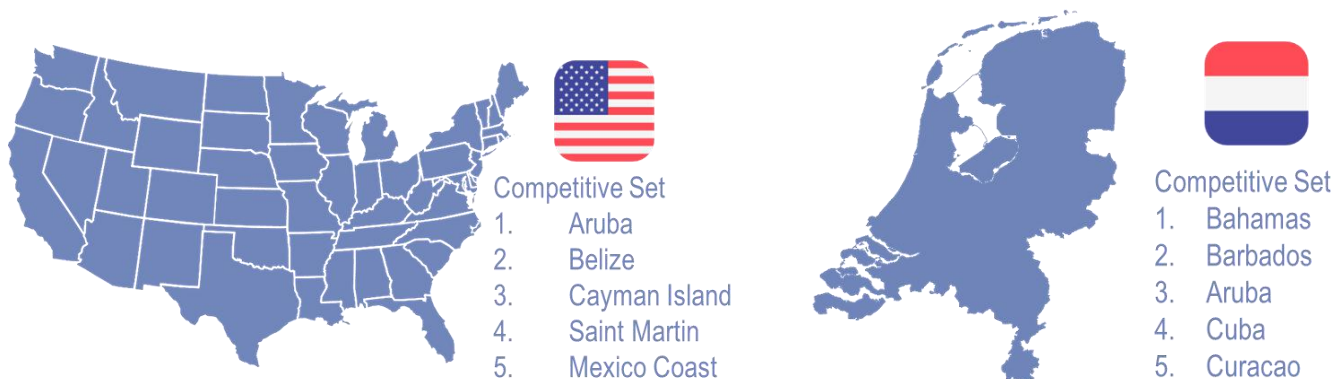 Competitive Set
1. Aruba
2. Belize
3. Cayman Island
4. Saint Martin
5. Mexico Coast
Competitive Set
1. Bahamas
2. Barbados
3. Aruba
4. Cuba
5. Curacao